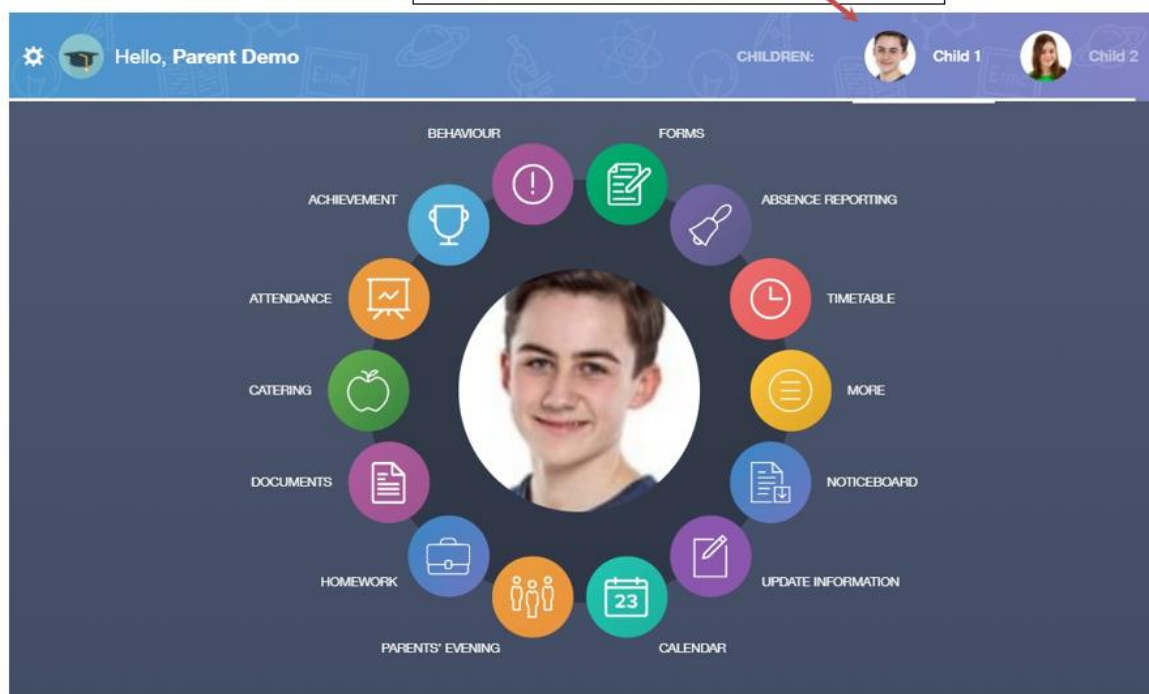 Hello, Parent Demo
CHILDREN:
Child 1
Child 2
BEHAVIOUR
FORMS
ACHIEVEMENT
ABSENCE REPORTING
ATTENDANCE
TIMETABLE
CATERING
MORE
DOCUMENTS
NOTICEBOARD
HOMEWORK
UPDATE INFORMATION
23
PARENTS' EVENING
CALENDAR